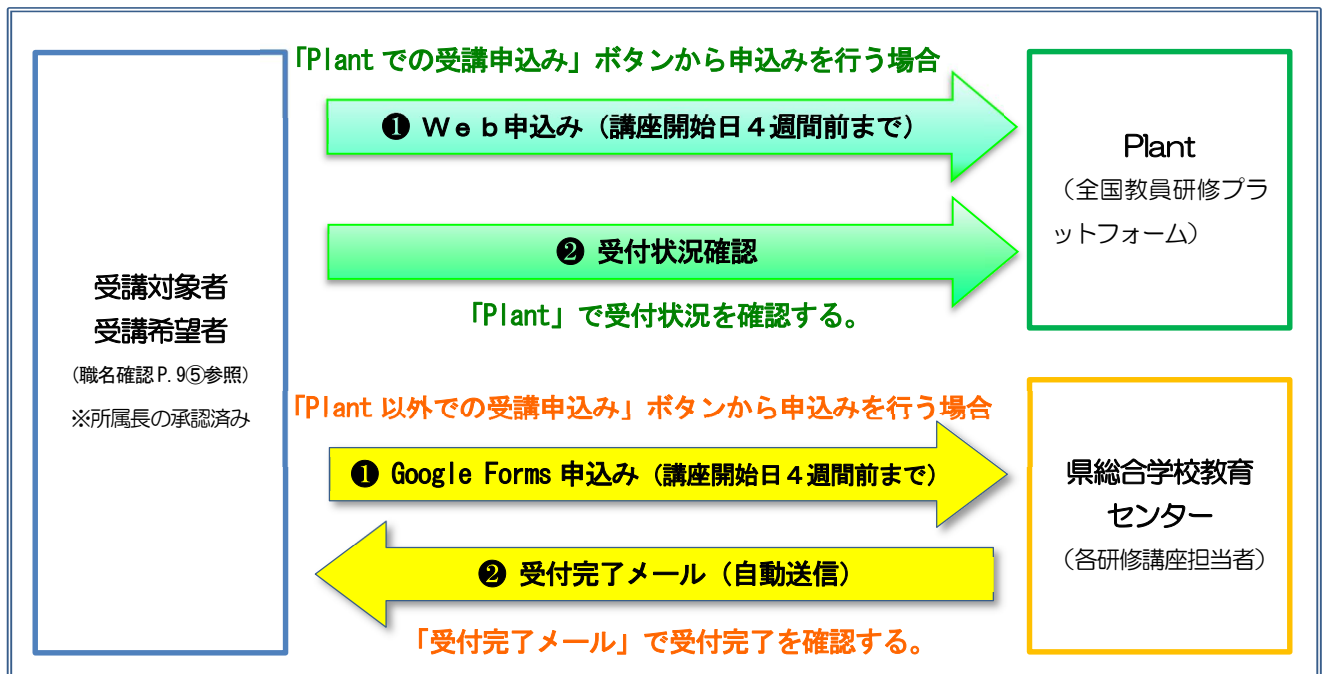 受講対象者
受講希望者
（職名確認P.9⑤参照）
※所属長の承認済み
「Plantでの受講申込み」ボタンから申込みを行う場合
❶ Ｗｅｂ申込み（講座開始日４週間前まで）
❷ 受付状況確認
「Plant」で受付状況を確認する。
Plant
（全国教員研修プラ
ットフォーム）
「Plant以外での受講申込み」ボタンから申込みを行う場合
❶ Google Forms 申込み（講座開始日４週間前まで）
❷ 受付完了メール（自動送信）
「受付完了メール」で受付完了を確認する。
県総合学校教育
センター
（各研修講座担当者）